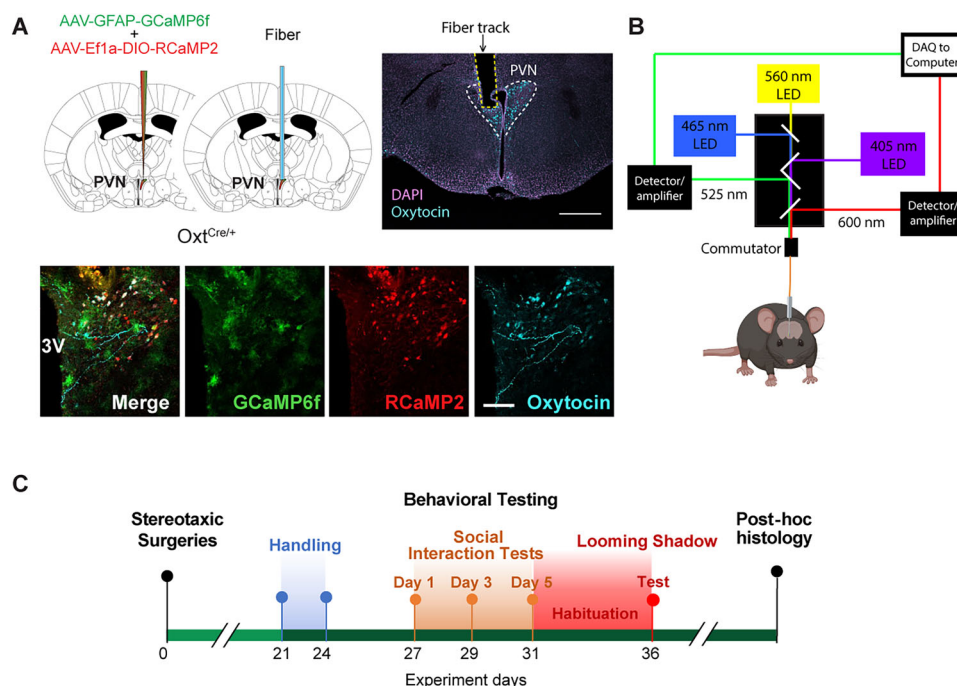 A
AAV-GFAP-GCaMP6f
+
AAV-Ef1a-DIO-RCaMP2
Fiber
PVN
PVN
Oxt^Cre/+
Fiber track
PVN
DAPI
Oxytocin
3V
Merge
GCaMP6f
RCaMP2
Oxytocin
B
DAQ to
Computer
560 nm
LED
465 nm
LED
405 nm
LED
Detector/
amplifier
525 nm
Detector/
amplifier
600 nm
Commutator
C
Behavioral Testing
Stereotaxic
Surgeries
Handling
Social
Interaction Tests
Day 1
Day 3
Day 5
Looming Shadow
Habituation
Test
Post-hoc
histology
0
21
24
27
29
31
36
Experiment days